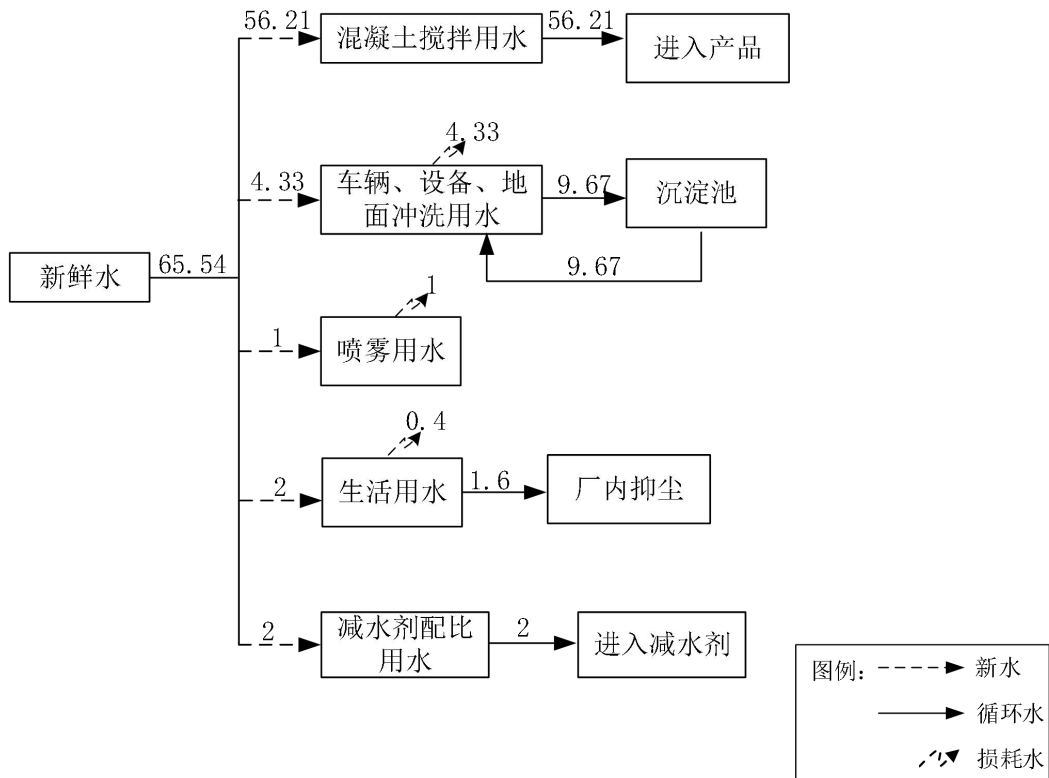 56.21
混凝土搅拌用水
56.21
进入产品
4.33
4.33
车辆、设备、地
面冲洗用水
9.67
沉淀池
9.67
新鲜水
65.54
1
1
喷雾用水
0.4
2
生活用水
1.6
厂内抑尘
2
减水剂配比
用水
2
进入减水剂
图例：
新水
循环水
损耗水